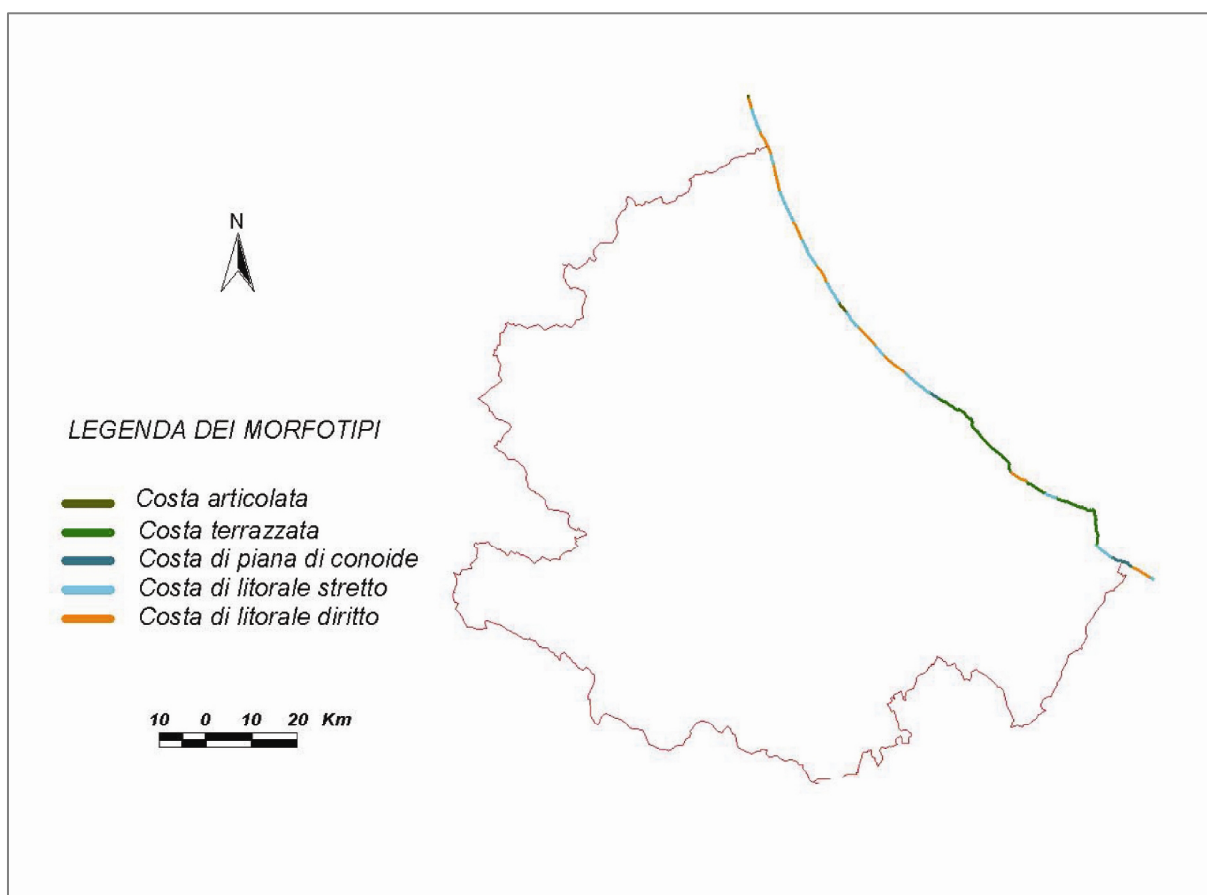 N
LEGENDA DEI MORFOTIPI
Costa articolata
Costa terrazzata
Costa di piana di conoide
Costa di litorale stretto
Costa di litorale diritto
10 0 10 20 Km